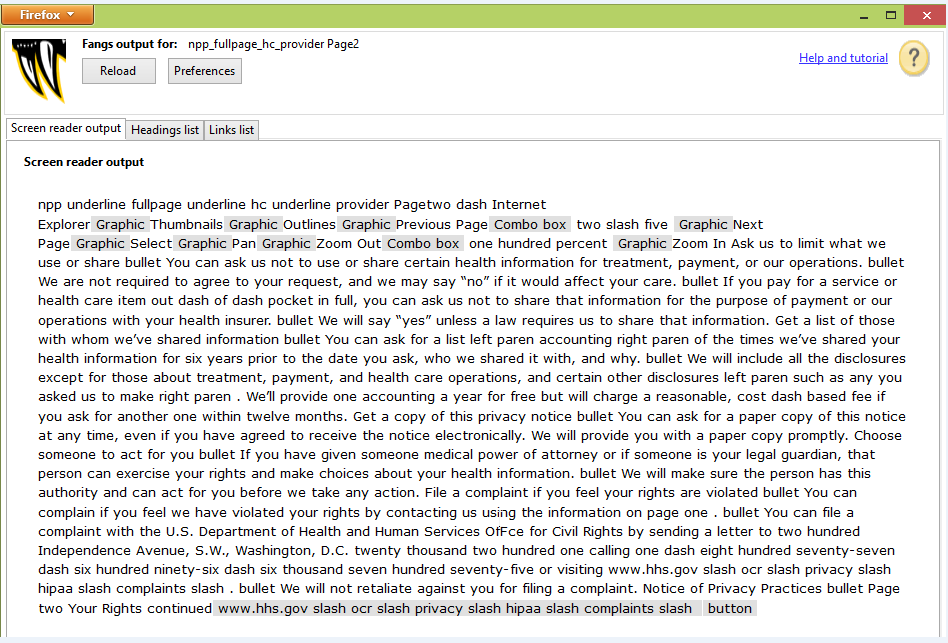 Firefox
Fangs output for: npp_fullpage_hc_provider Page2
Reload Preferences
Help and tutorial
?
Screen reader output Headings list Links list
Screen reader output
npp underline fullpage underline hc underline provider Pagetwo dash Internet
Explorer Graphic Thumbnails Graphic Outlines Graphic Previous Page Combo box two slash five Graphic Next
Page Graphic Select Graphic Pan Graphic Zoom Out Combo box one hundred percent Graphic Zoom In Ask us to limit what we
use or share bullet You can ask us not to use or share certain health information for treatment, payment, or our operations. bullet
We are not required to agree to your request, and we may say “no” if it would affect your care. bullet If you pay for a service or
health care item out dash of dash pocket in full, you can ask us not to share that information for the purpose of payment or our
operations with your health insurer. bullet We will say “yes” unless a law requires us to share that information. Get a list of those
with whom we’ve shared information bullet You can ask for a list left paren accounting right paren of the times we’ve shared your
health information for six years prior to the date you ask, who we shared it with, and why. bullet We will include all the disclosures
except for those about treatment, payment, and health care operations, and certain other disclosures left paren such as any you
asked us to make right paren . We’ll provide one accounting a year for free but will charge a reasonable, cost dash based fee if
you ask for another one within twelve months. Get a copy of this privacy notice bullet You can ask for a paper copy of this notice
at any time, even if you have agreed to receive the notice electronically. We will provide you with a paper copy promptly. Choose
someone to act for you bullet If you have given someone medical power of attorney or if someone is your legal guardian, that
person can exercise your rights and make choices about your health information. bullet We will make sure the person has this
authority and can act for you before we take any action. File a complaint if you feel your rights are violated bullet You can
complain if you feel we have violated your rights by contacting us using the information on page one . bullet You can file a
complaint with the U.S. Department of Health and Human Services OfFce for Civil Rights by sending a letter to two hundred
Independence Avenue, S.W., Washington, D.C. twenty thousand two hundred one calling one dash eight hundred seventy-seven
dash six hundred ninety-six dash six thousand seven hundred seventy-five or visiting www.hhs.gov slash ocr slash privacy slash
hipaa slash complaints slash . bullet We will not retaliate against you for filing a complaint. Notice of Privacy Practices bullet Page
two Your Rights continued www.hhs.gov slash ocr slash privacy slash hipaa slash complaints slash button